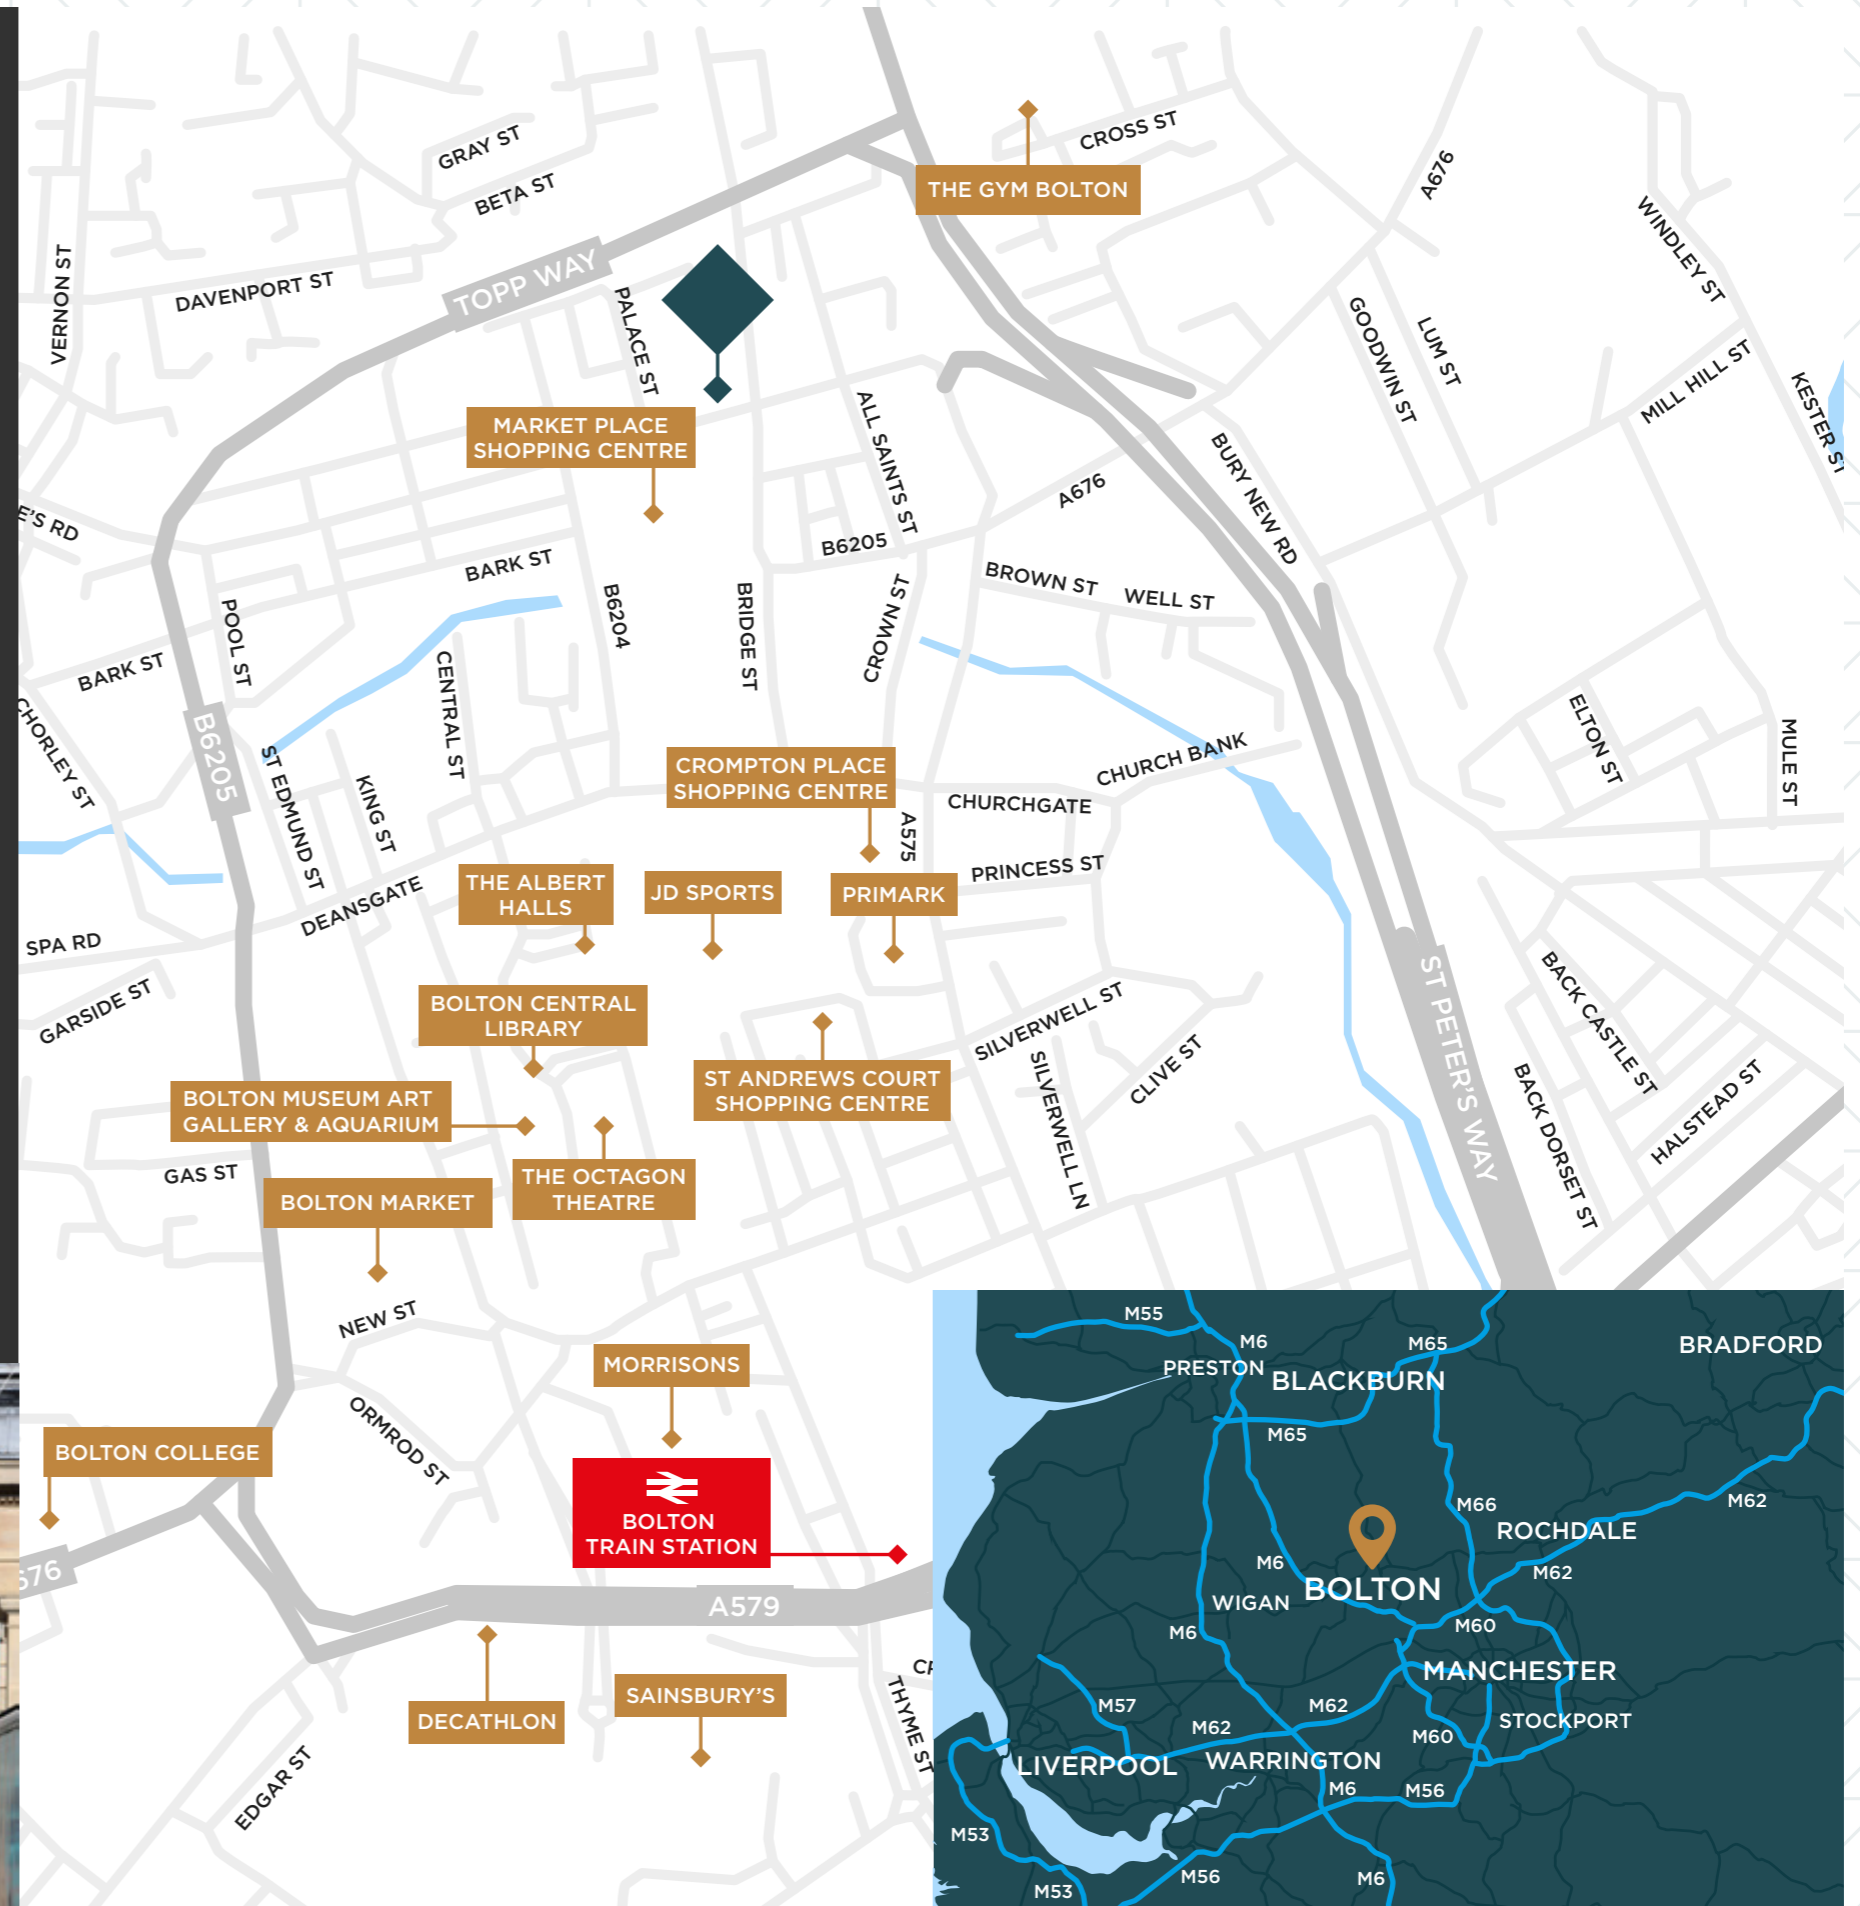 CROSS ST
GRAY ST
THE GYM BOLTON
A676
BETA ST
WINDLEY ST
VERNON ST
DAVENPORT ST
TOPP WAY
PALACE ST
GOODWIN ST
LUM ST
MILL HILL ST
KESTER ST
MARKET PLACE
SHOPPING CENTRE
ALL SAINTS ST
BURY NEW RD
A676
E'S RD
B6205
BARK ST
BROWN ST
WELL ST
B6204
BRIDGE ST
CROWN ST
POOL ST
BARK ST
CENTRAL ST
CHORLEY ST
B6205
ELTON ST
MULE ST
ST EDMUND ST
KING ST
CROMPTON PLACE
SHOPPING CENTRE
CHURCH BANK
CHURCHGATE
A575
PRINCESS ST
THE ALBERT
HALLS
JD SPORTS
PRIMARK
DEANSGATE
SPA RD
GARSIDE ST
BOLTON CENTRAL
LIBRARY
SILVERWELL ST
ST PETER'S WAY
BACK CASTLE ST
BOLTON MUSEUM ART
GALLERY & AQUARIUM
ST ANDREWS COURT
SHOPPING CENTRE
SILVERWELL LN
CLIVE ST
BACK DORSET ST
HALSTEAD ST
GAS ST
THE OCTAGON
THEATRE
BOLTON MARKET
NEW ST
MORRISONS
ORMROD ST
BOLTON COLLEGE
BOLTON
TRAIN STATION
676
A579
DECATHLON
SAINSBURY'S
THYME ST
EDGAR ST
M55
M6
M65
BRADFORD
PRESTON
BLACKBURN
M65
M66
M62
ROCHDALE
M6
M62
BOLTON
WIGAN
M6
M60
MANCHESTER
M57
M62
M62
STOCKPORT
M60
LIVERPOOL
WARRINGTON
M6
M56
M53
M56
M6
M53